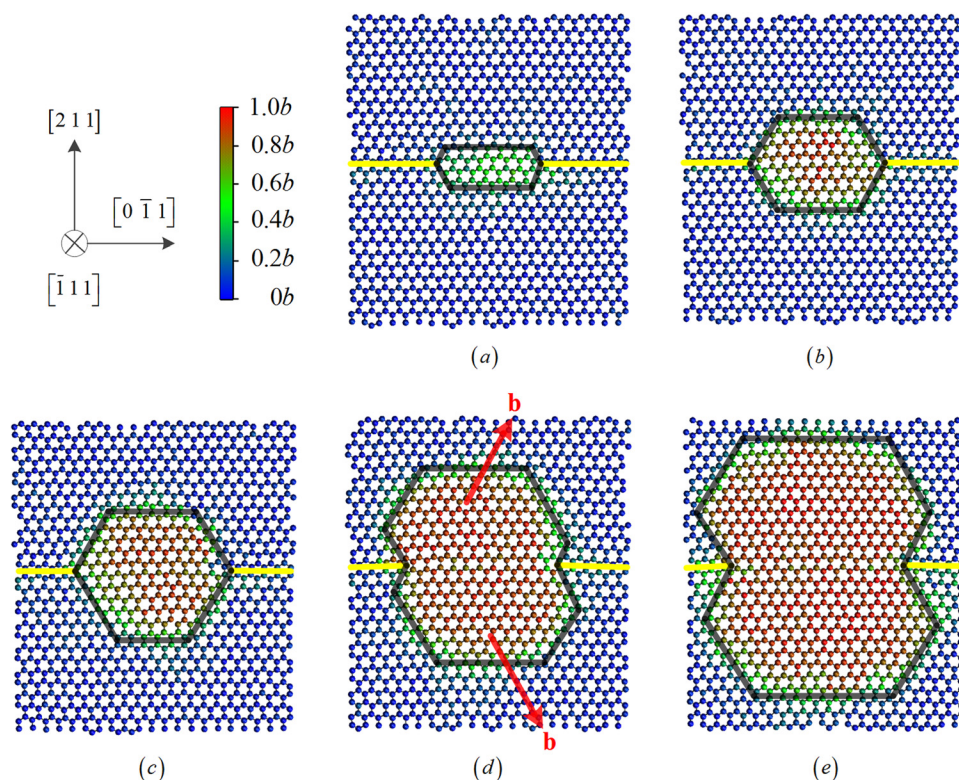 [2 1 1]
[0 1̄ 1]
[1̄ 1 1]
1.0b
0.8b
0.6b
0.4b
0.2b
0b
(a)
(b)
b
b
(c)
(d)
(e)